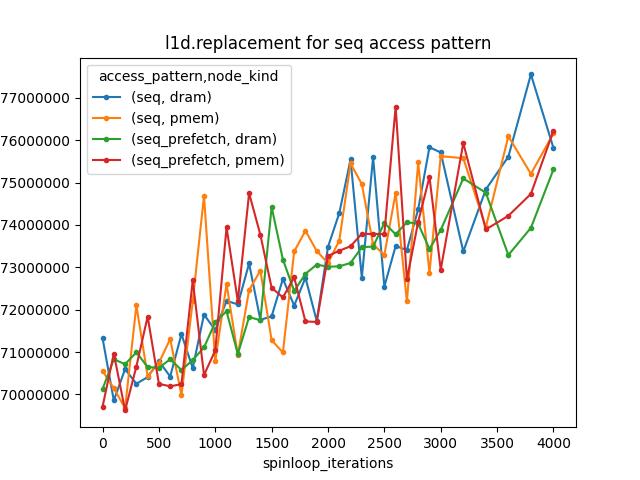 l1d.replacement for seq access pattern
access_pattern,node_kind
(seq, dram)
(seq, pmem)
(seq_prefetch, dram)
(seq_prefetch, pmem)
77000000
76000000
75000000
74000000
73000000
72000000
71000000
70000000
0 500 1000 1500 2000 2500 3000 3500 4000
spinloop_iterations